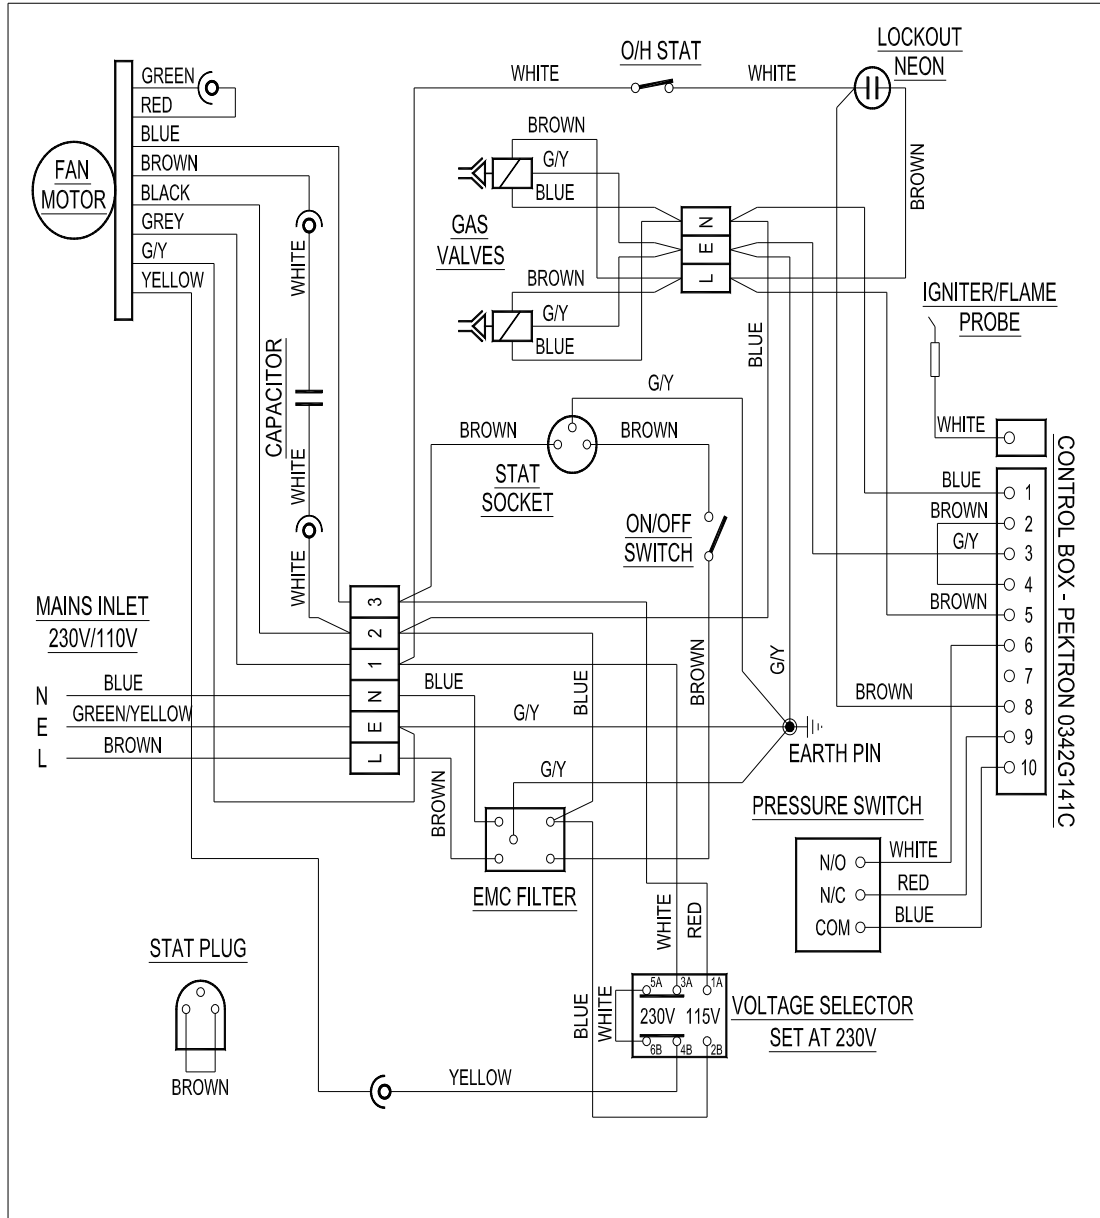 LOCKOUT
NEON
O/H STAT
WHITE
WHITE
GREEN
RED
BLUE
BROWN
BLACK
GREY
G/Y
YELLOW
FAN
MOTOR
BROWN
G/Y
BLUE
GAS
VALVES
BROWN
G/Y
BLUE
N
E
L
BROWN
BLUE
IGNITER/FLAME
PROBE
WHITE
WHITE
CAPACITOR
WHITE
WHITE
G/Y
BROWN
BROWN
STAT
SOCKET
ON/OFF
SWITCH
BLUE
BROWN
G/Y
BROWN
BROWN
1
2
3
4
5
6
7
8
9
10
CONTROL BOX - PEKTRON 0342G141C
MAINS INLET
230V/110V
N
BLUE
E
GREEN/YELLOW
L
BROWN
3
2
1
N
E
L
BLUE
G/Y
BLUE
BROWN
G/Y
EARTH PIN
G/Y
BROWN
EMC FILTER
PRESSURE SWITCH
N/O
WHITE
N/C
RED
COM
BLUE
WHITE
RED
STAT PLUG
BROWN
BLUE
WHITE
5A
3A
1A
230V
115V
6B
4B
2B
VOLTAGE SELECTOR
SET AT 230V
YELLOW